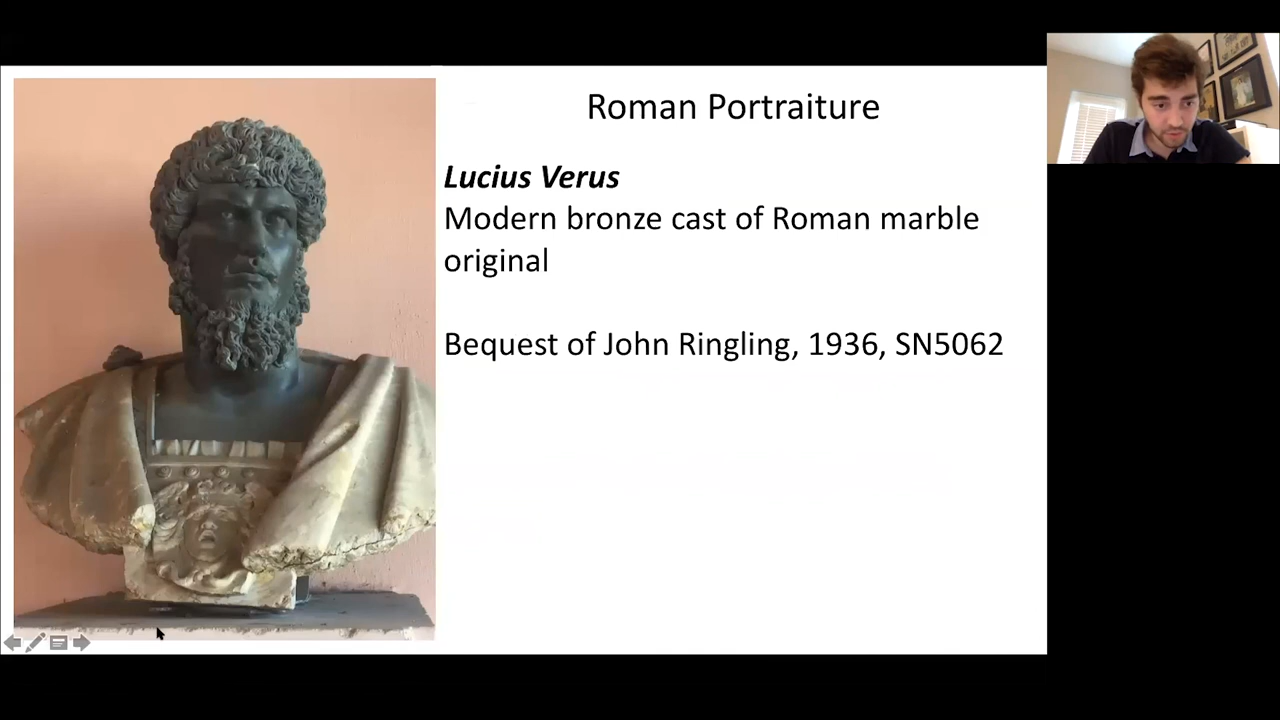 Roman Portraiture
Lucius Verus
Modern bronze cast of Roman marble
original
Bequest of John Ringling, 1936, SN5062